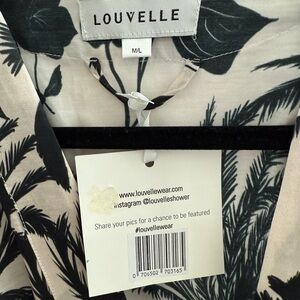 LOUVELLE
M/L
www.louvellewear.com
instagram @louvelleshower
Share your pics for a chance to be featured
#louvellewear
0 706502 703165